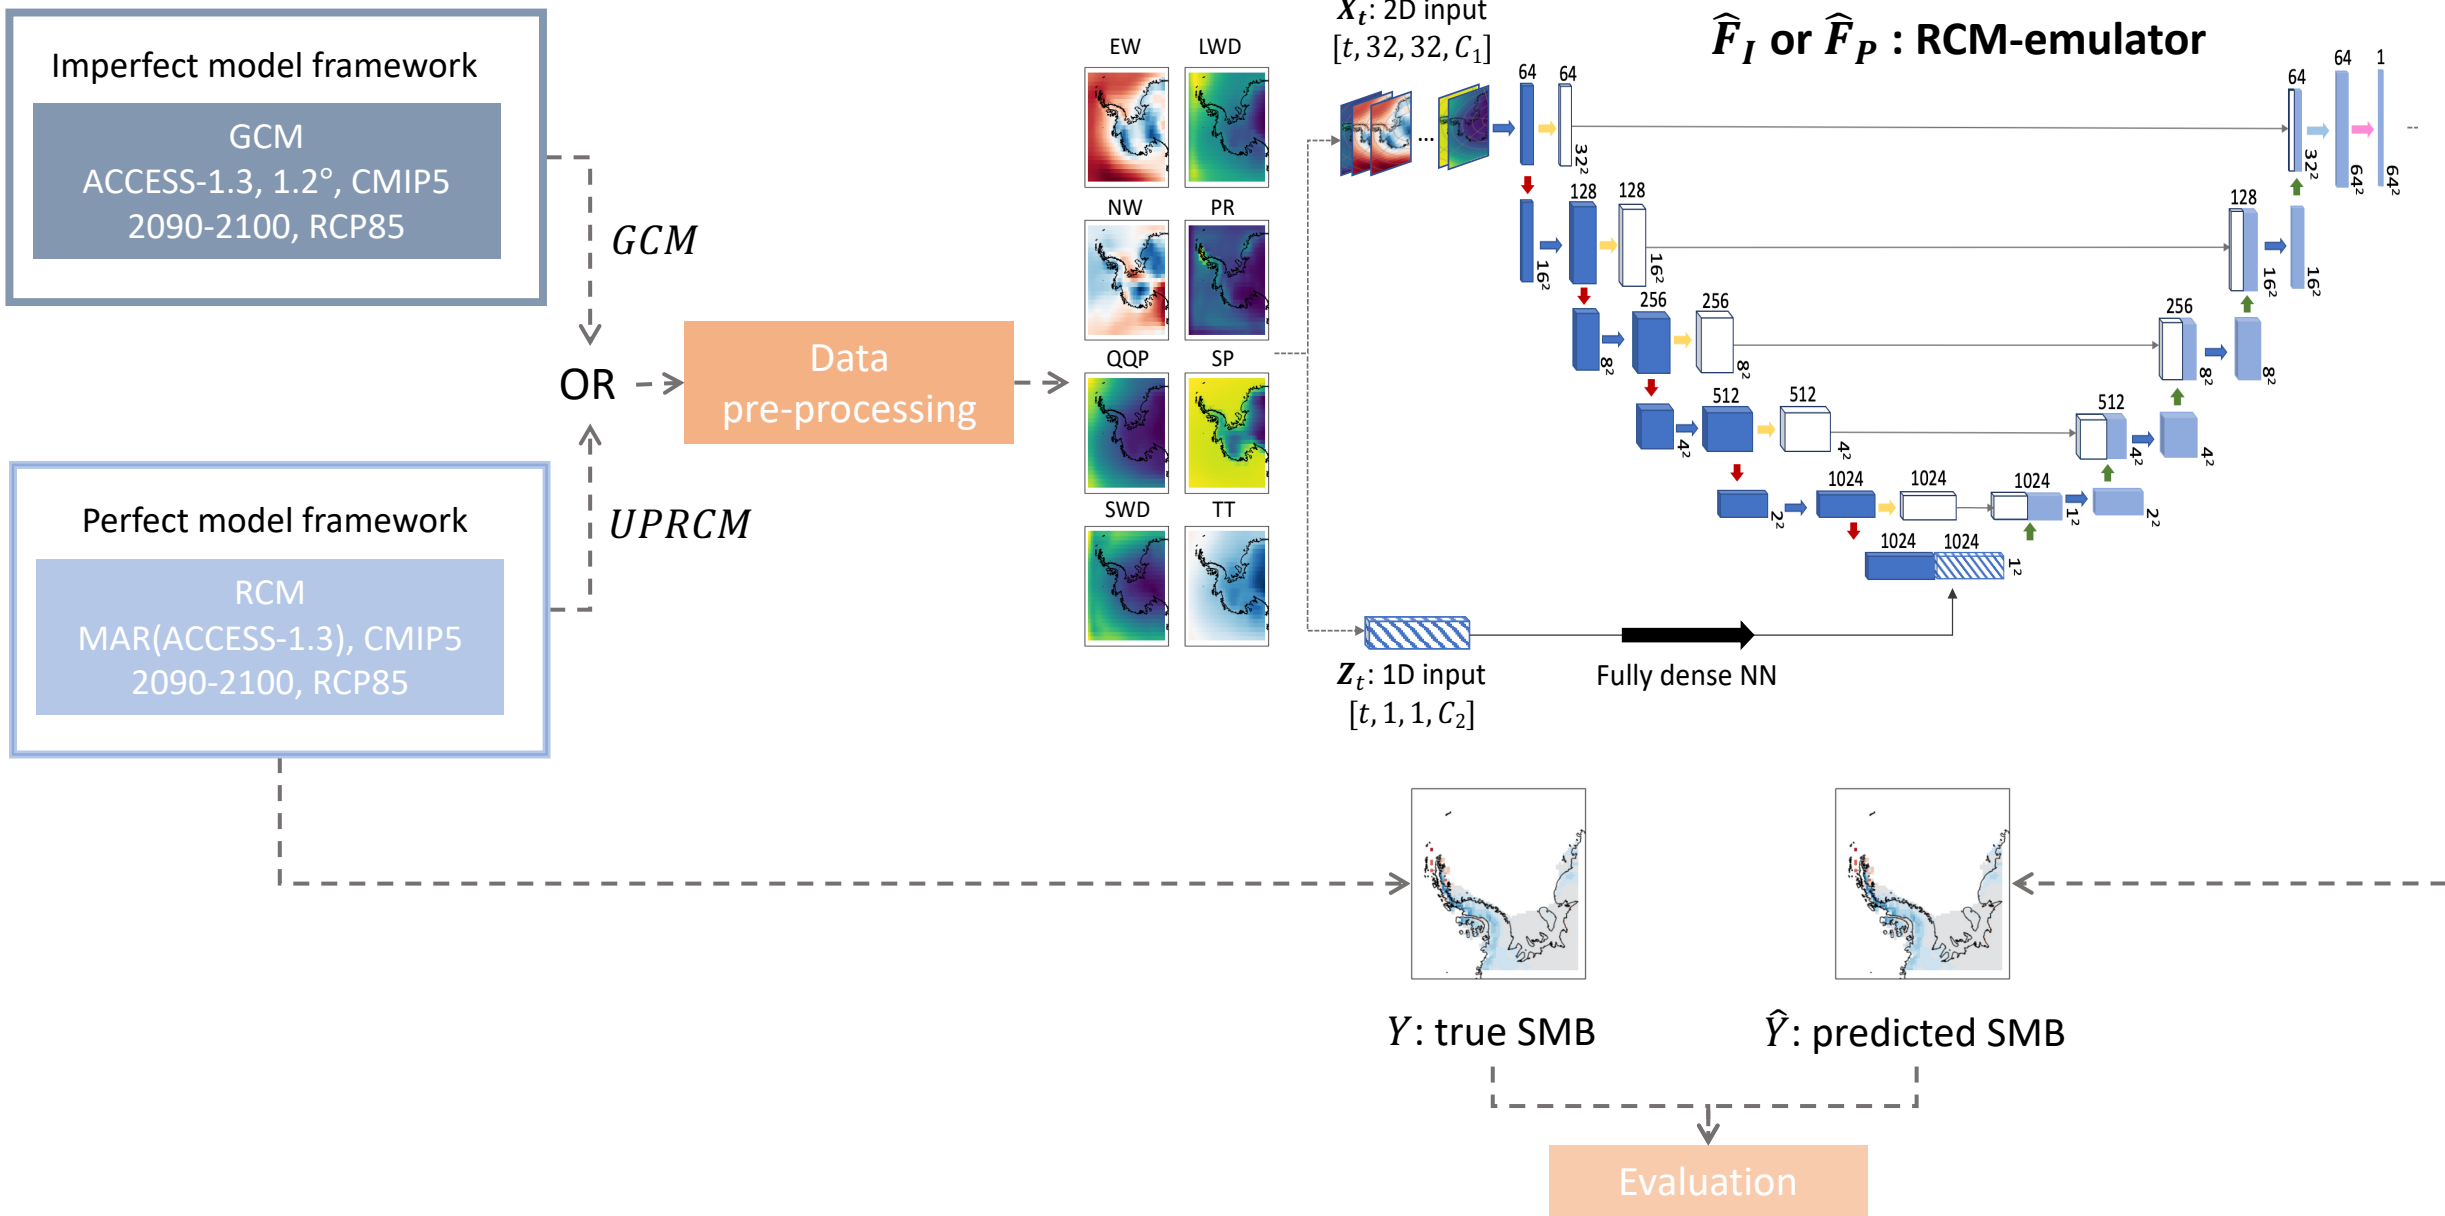 Imperfect model framework
GCM
ACCESS-1.3, 1.2°, CMIP5
2090-2100, RCP85
GCM
OR
UPRCM
Perfect model framework
RCM
MAR(ACCESS-1.3), CMIP5
2090-2100, RCP85
Data
pre-processing
EW LWD
NW PR
QQP SP
SWD TT
X_t: 2D input
[t, 32, 32, C_1]
F̂_I or F̂_P : RCM-emulator
...
64 64 32²
64 32² 64 64² 1 64²
16² 128 128 16²
128 16² 16²
8² 256 256 8²
256 8² 8²
4² 512 512 4²
512 4² 4²
2² 1024 1024
1024 1² 2²
1024 1024 1²
Z_t: 1D input
[t, 1, 1, C_2]
Fully dense NN
Y: true SMB
Ŷ: predicted SMB
Evaluation